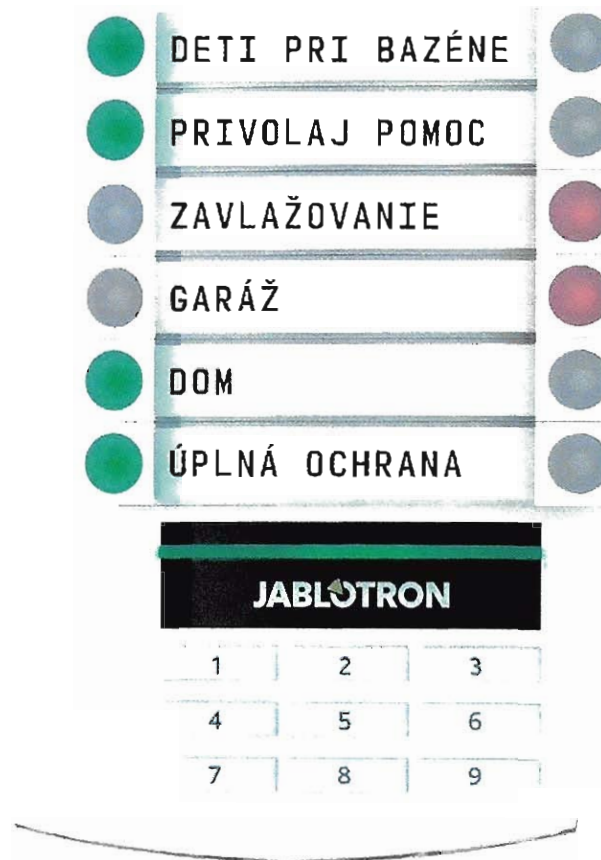 DETI PRI BAZÉNE
PRIVOLAJ POMOC
ZAVLAŽOVANIE
GARÁŽ
DOM
ÚPLNÁ OCHRANA
JABLOTRON
1 2 3
4 5 6
7 8 9